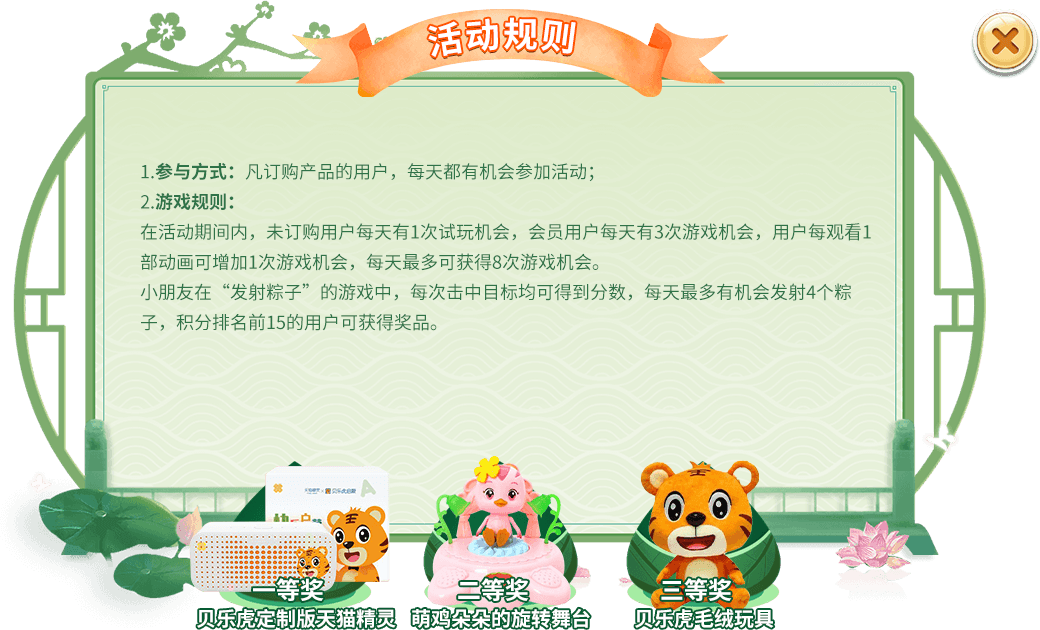 活动规则
1.参与方式：凡订购产品的用户，每天都有机会参加活动；
2.游戏规则：
在活动期间内，未订购用户每天有1次试玩机会，会员用户每天有3次游戏机会，用户每观看1
部动画可增加1次游戏机会，每天最多可获得8次游戏机会。
小朋友在“发射粽子”的游戏中，每次击中目标均可得到分数，每天最多有机会发射4个粽
子，积分排名前15的用户可获得奖品。
一等奖
贝乐虎定制版天猫精灵
二等奖
萌鸡朵朵的旋转舞台
三等奖
贝乐虎毛绒玩具